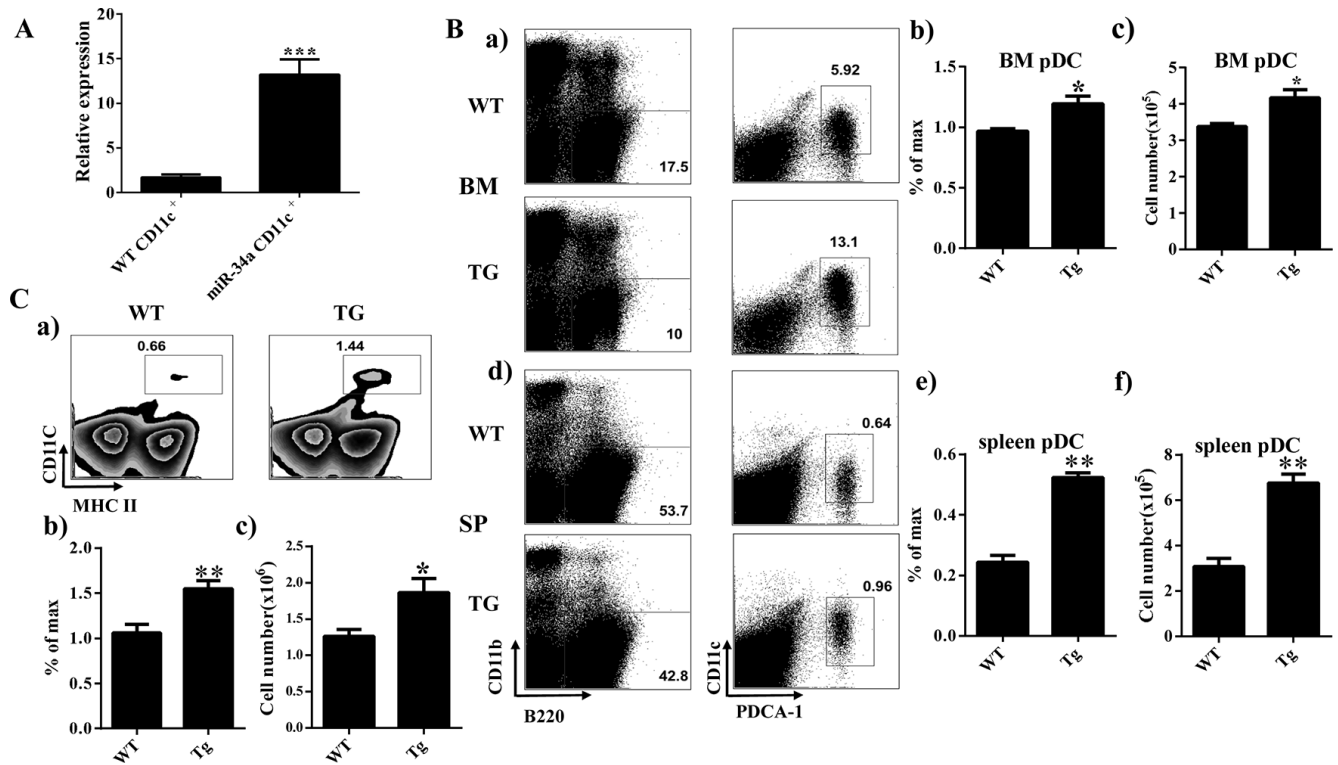 A
Relative expression
20
15
10
5
0
***
WT CD11c+
miR-34a CD11c+
B
a)
WT
17.5
5.92
BM
TG
10
13.1
b)
BM pDC
% of max
1.5
1.0
0.5
0.0
*
WT
Tg
c)
BM pDC
Cell number(x105)
5
4
3
2
1
0
*
WT
Tg
C
a)
WT
TG
0.66
1.44
CD11C
MHC II
b)
% of max
2.0
1.5
1.0
0.5
0.0
**
WT
Tg
c)
Cell number(x106)
2.5
2.0
1.5
1.0
0.5
0.0
*
WT
Tg
d)
WT
53.7
0.64
SP
TG
42.8
0.96
CD11b
B220
CD11c
PDCA-1
e)
spleen pDC
% of max
0.6
0.4
0.2
0.0
**
WT
Tg
f)
spleen pDC
Cell number(x105)
8
6
4
2
0
**
WT
Tg